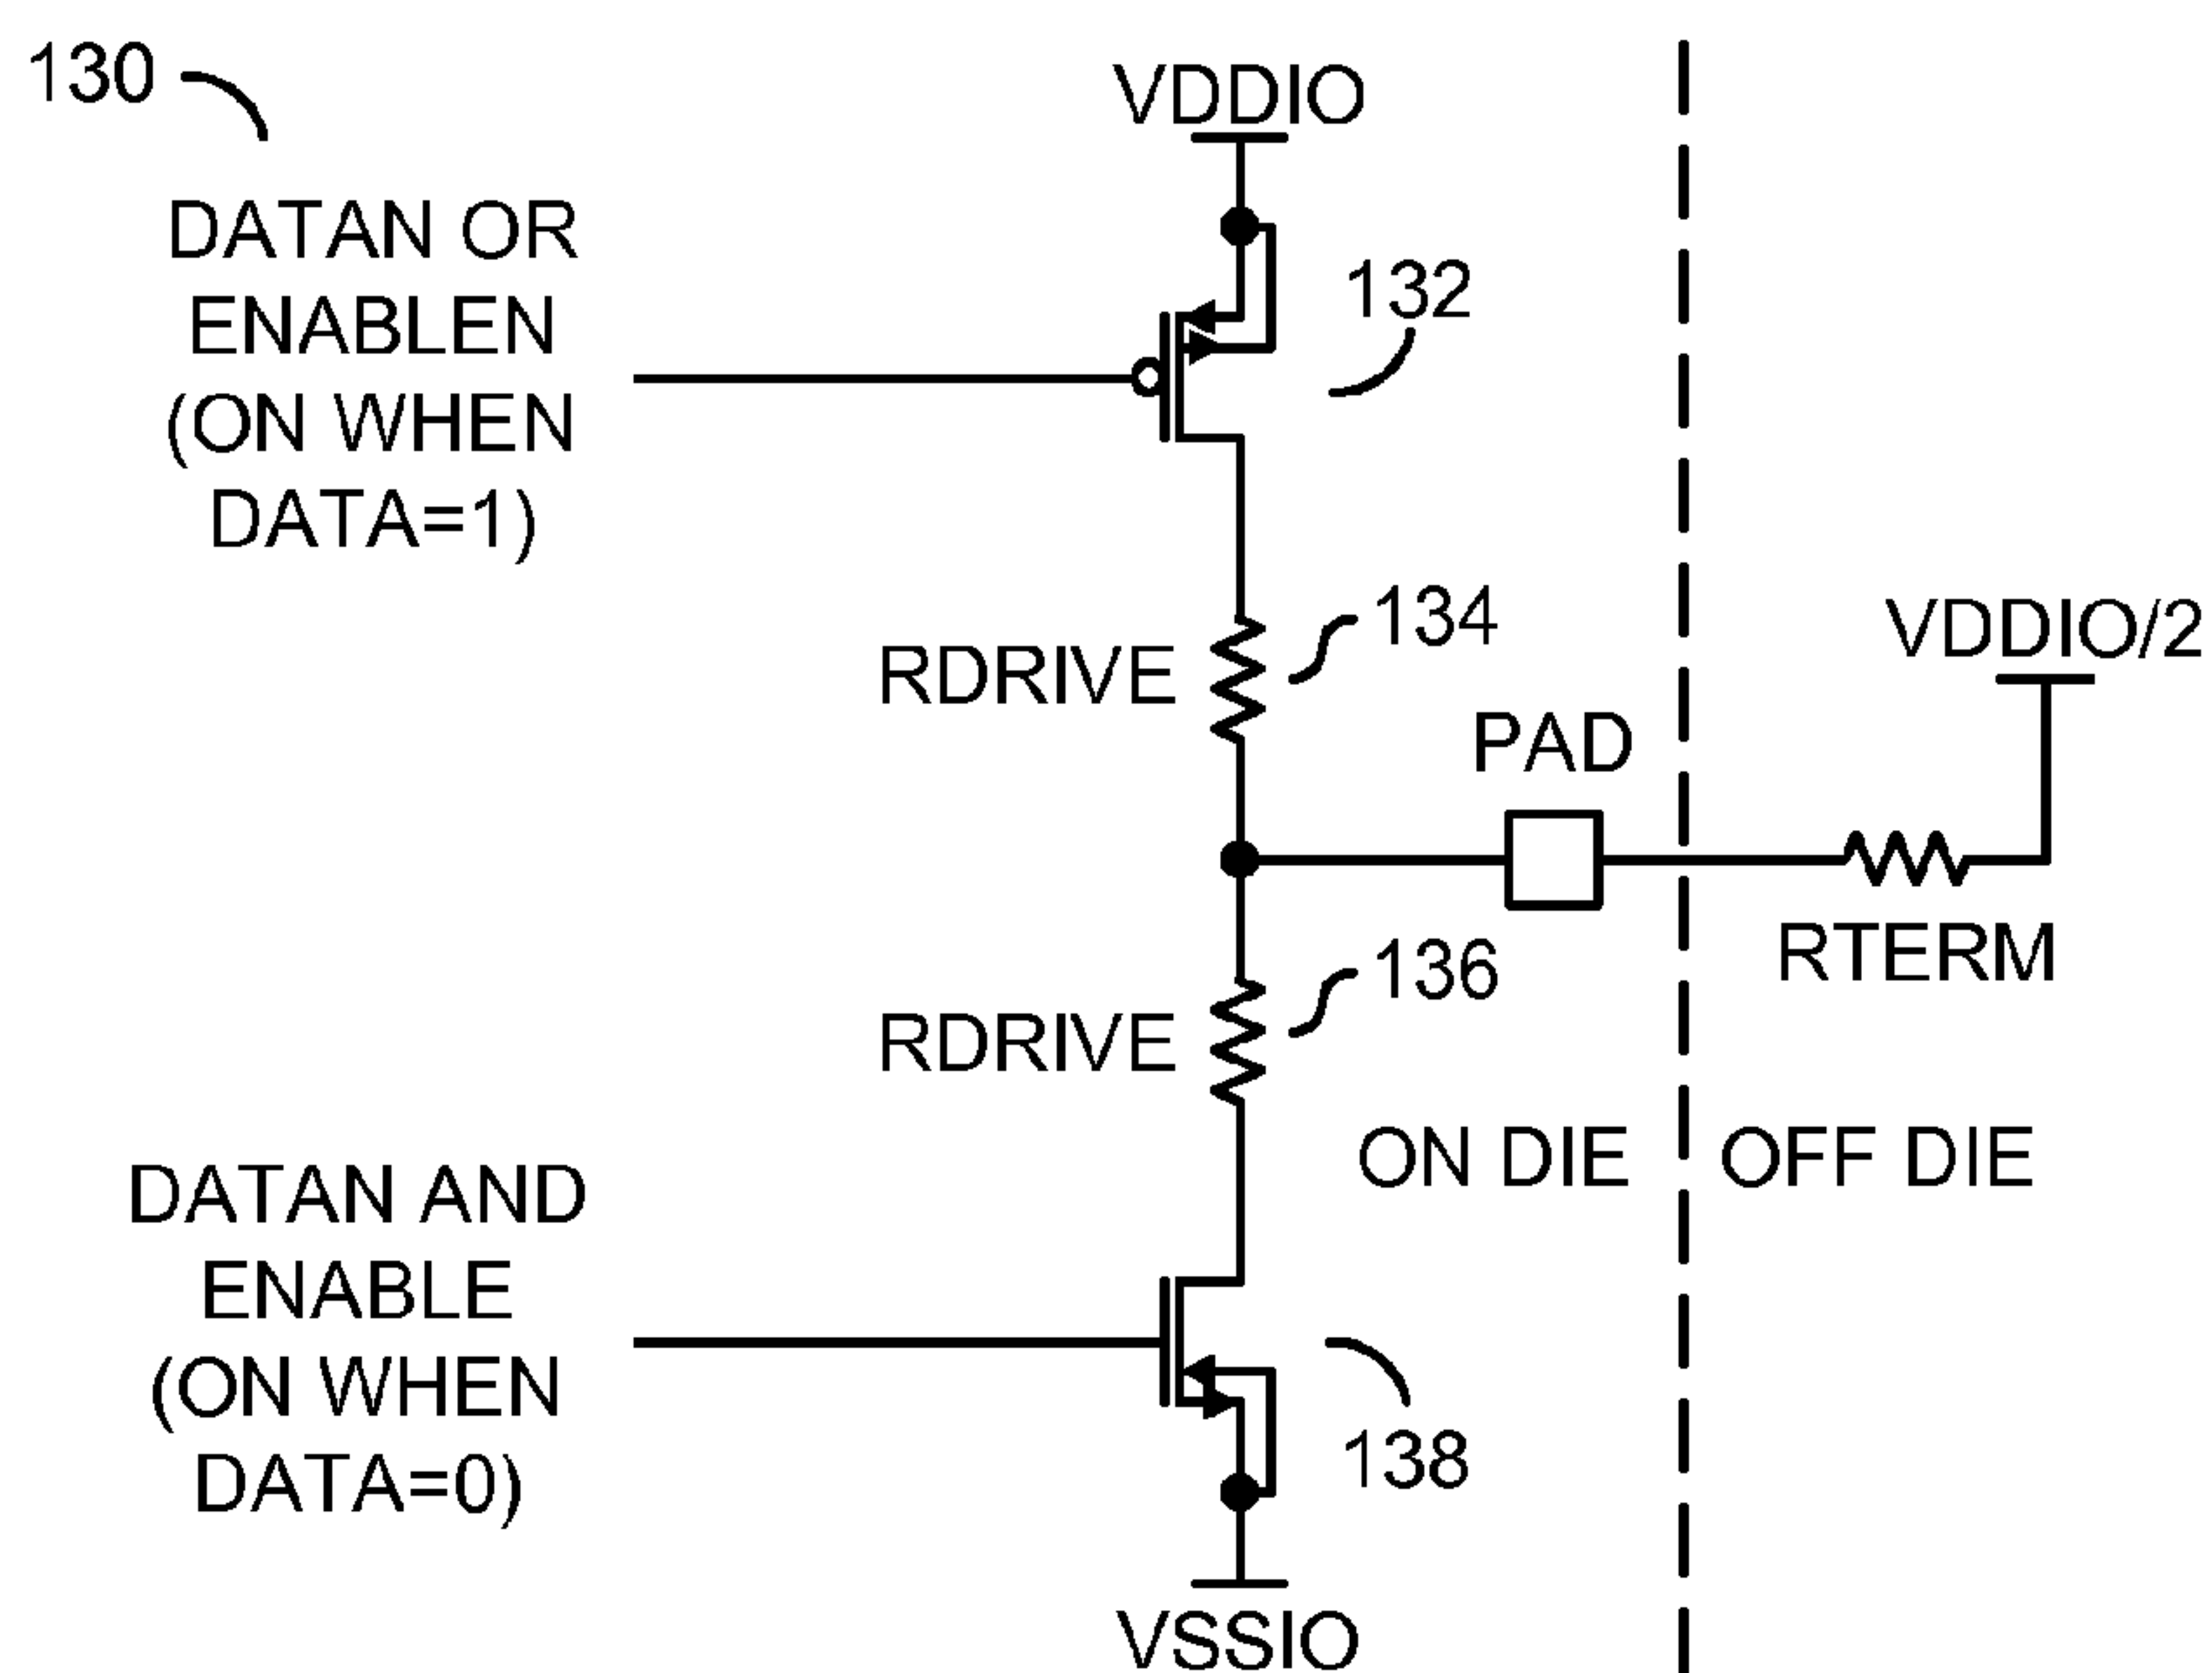 130
VDDIO
DATAN OR
ENABLEN
(ON WHEN
DATA=1)
132
134
RDRIVE
VDDIO/2
PAD
RTERM
136
RDRIVE
ON DIE
OFF DIE
DATAN AND
ENABLE
(ON WHEN
DATA=0)
138
VSSIO